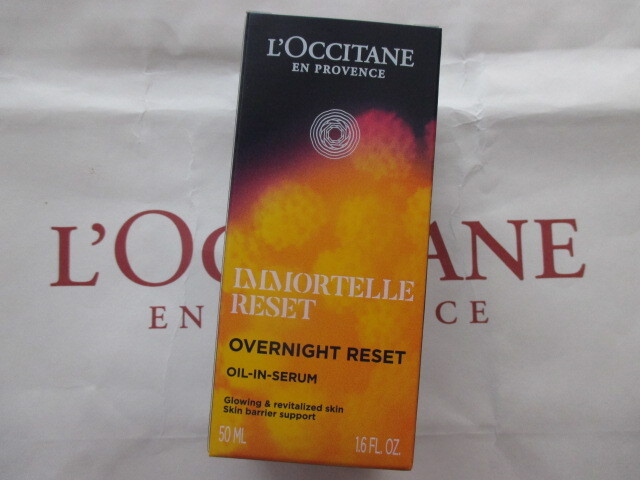 L'OCCITANE
EN PROVENCE
IMMORTELLE
RESET
OVERNIGHT RESET
OIL-IN-SERUM
Glowing & revitalized skin
Skin barrier support
50 ML 1.6 FL. OZ.
L'OC ANE
EN CE